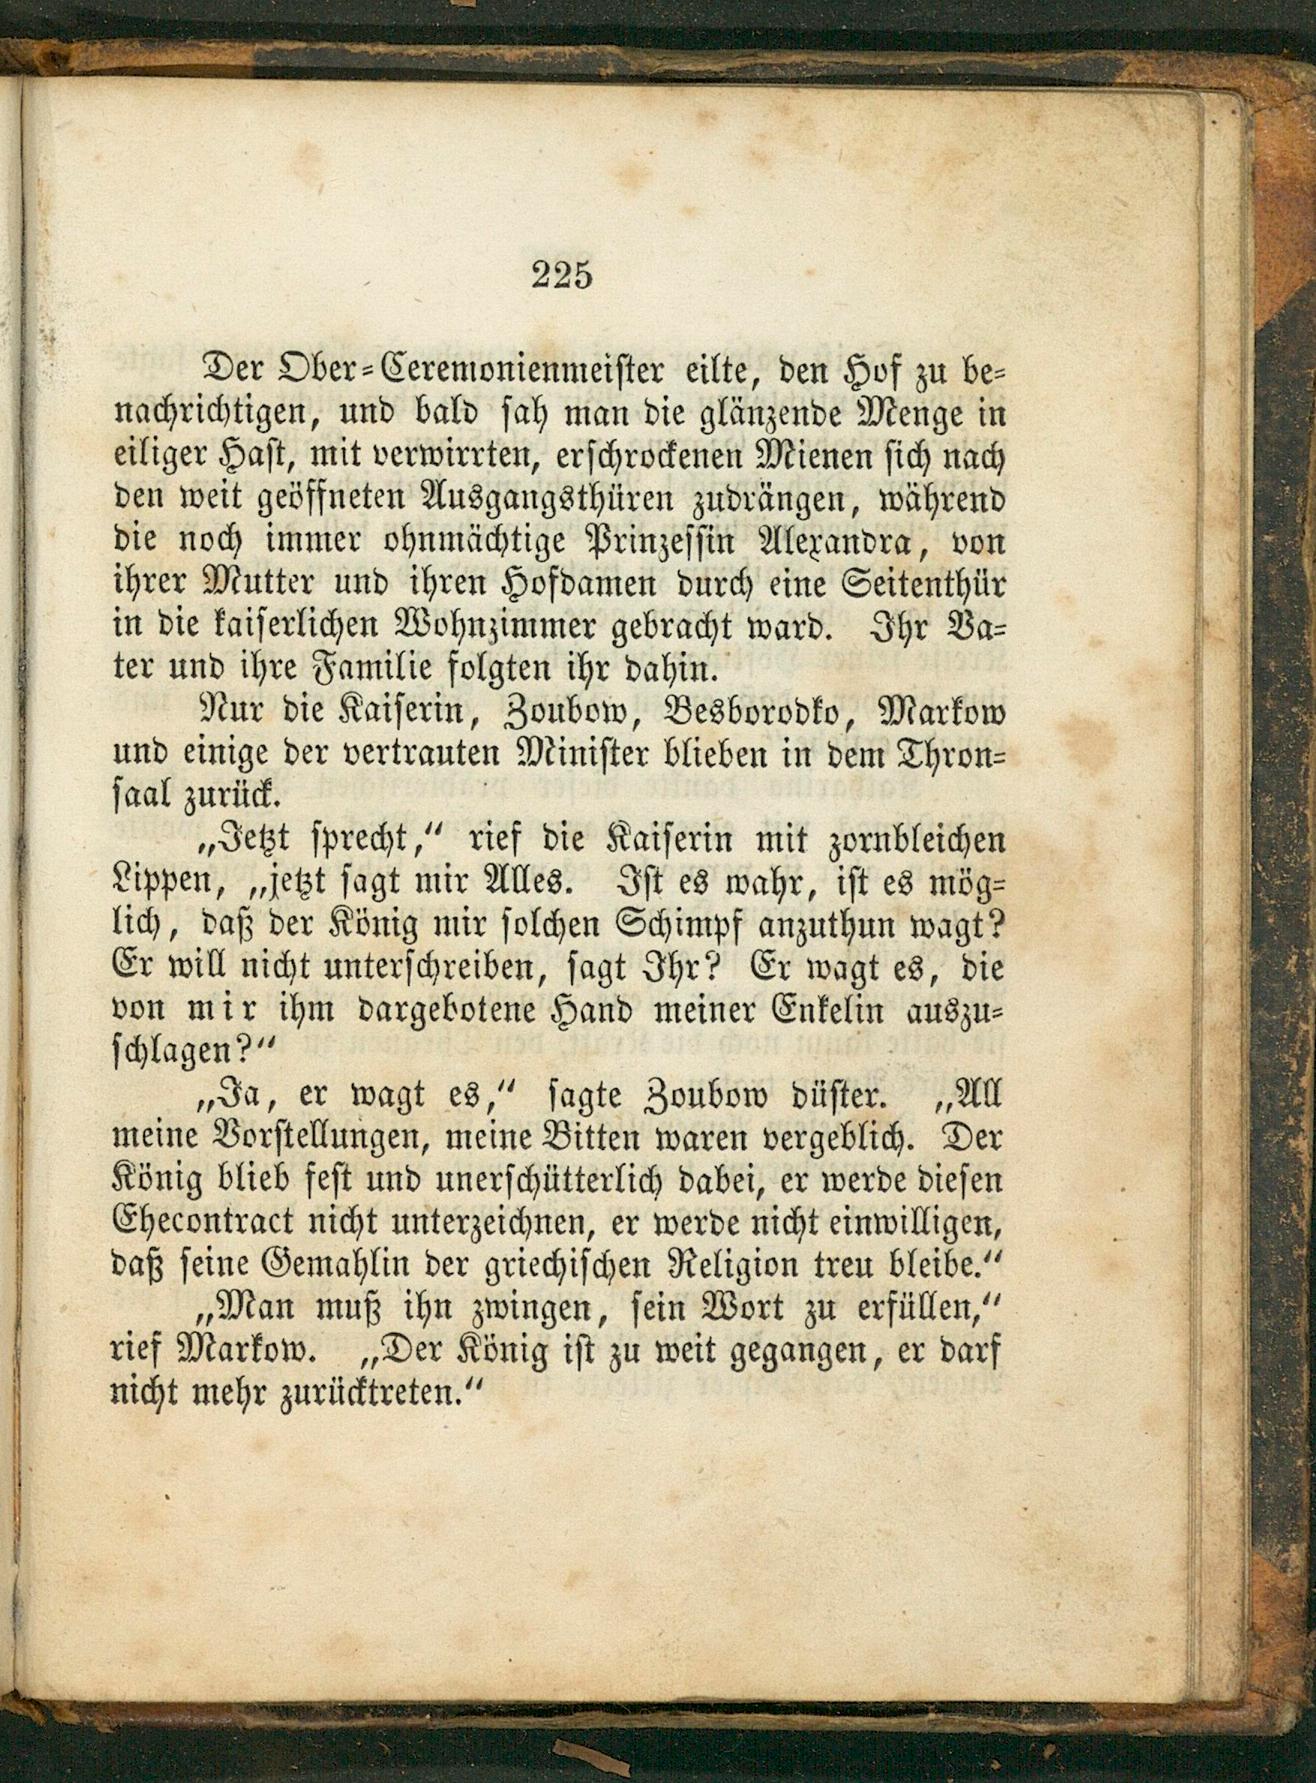 225
Der Ober-Ceremonienmeister eilte, den Hof zu be-
nachrichtigen, und bald sah man die glänzende Menge in
eiliger Hast, mit verwirrten, erschrockenen Mienen sich nach
den weit geöffneten Ausgangsthüren zudrängen, während
die noch immer ohnmächtige Prinzessin Alexandra, von
ihrer Mutter und ihren Hofdamen durch eine Seitenthür
in die kaiserlichen Wohnzimmer gebracht ward. Ihr Va-
ter und ihre Familie folgten ihr dahin.
Nur die Kaiserin, Zoubow, Besborodko, Markow
und einige der vertrauten Minister blieben in dem Thron-
saal zurück.
„Jetzt sprecht,“ rief die Kaiserin mit zornbleichen
Lippen, „jetzt sagt mir Alles. Ist es wahr, ist es mög-
lich, daß der König mir solchen Schimpf anzuthun wagt?
Er will nicht unterschreiben, sagt Ihr? Er wagt es, die
von mir ihm dargebotene Hand meiner Enkelin auszu-
schlagen?“
„Ja, er wagt es,“ sagte Zoubow düster. „All
meine Vorstellungen, meine Bitten waren vergeblich. Der
König blieb fest und unerschütterlich dabei, er werde diesen
Ehecontract nicht unterzeichnen, er werde nicht einwilligen,
daß seine Gemahlin der griechischen Religion treu bleibe.“
„Man muß ihn zwingen, sein Wort zu erfüllen,“
rief Markow. „Der König ist zu weit gegangen, er darf
nicht mehr zurücktreten.“